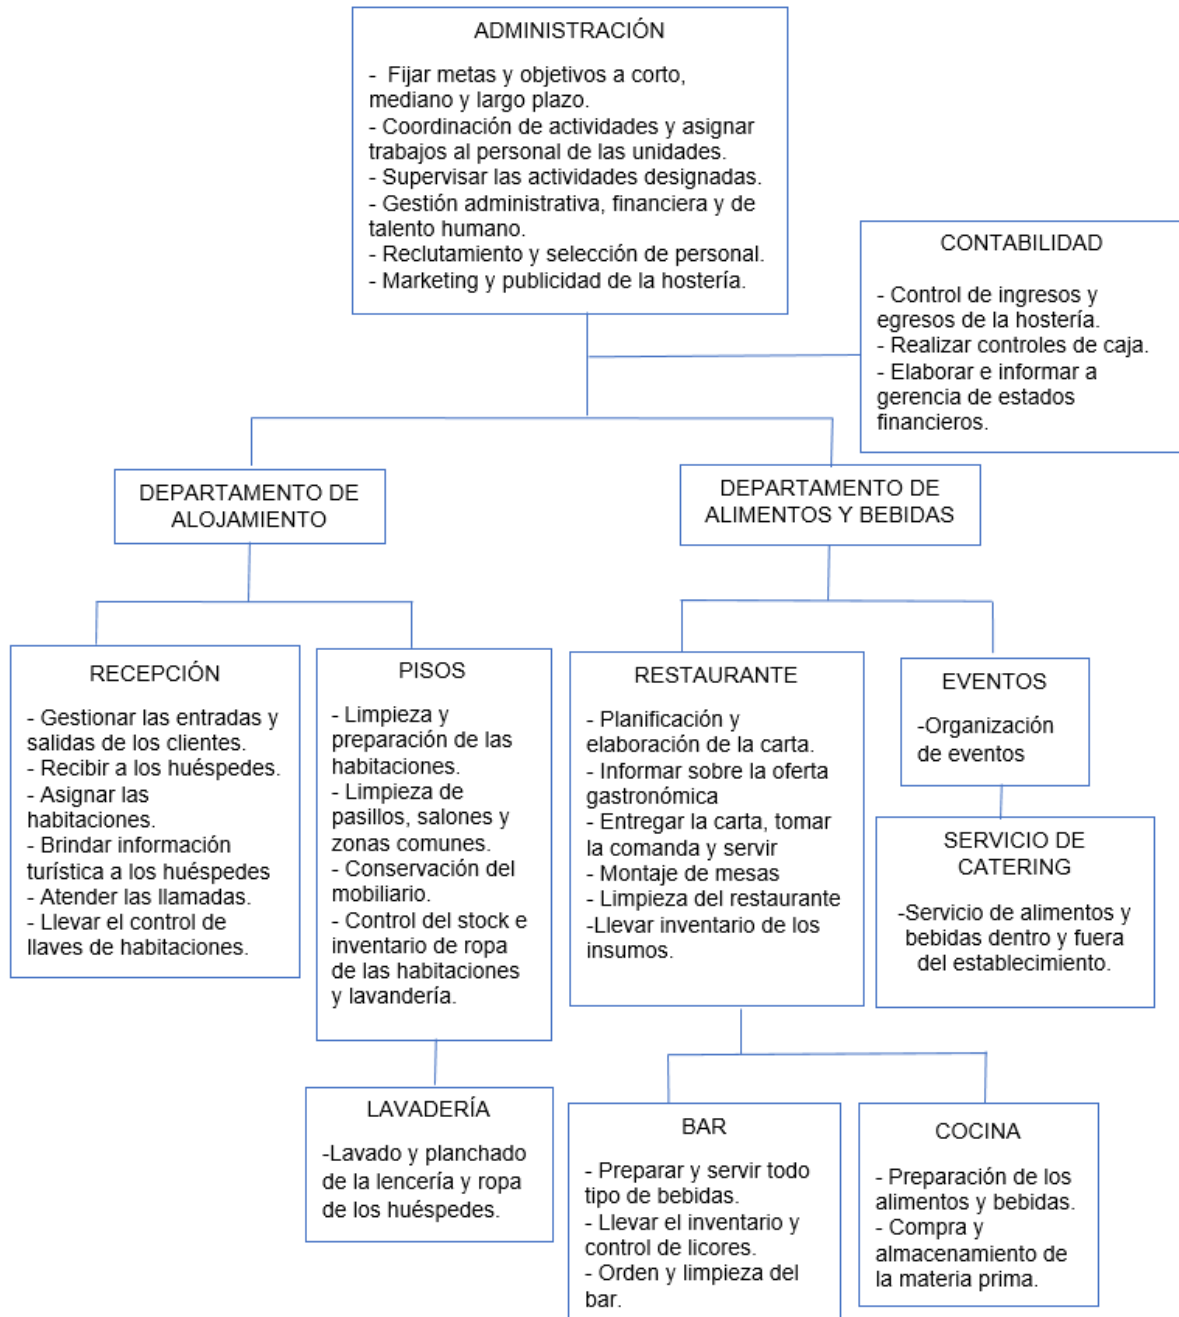 ADMINISTRACIÓN
- Fijar metas y objetivos a corto,
mediano y largo plazo.
- Coordinación de actividades y asignar
trabajos al personal de las unidades.
- Supervisar las actividades designadas.
- Gestión administrativa, financiera y de
talento humano.
- Reclutamiento y selección de personal.
- Marketing y publicidad de la hostería.
CONTABILIDAD
- Control de ingresos y
egresos de la hostería.
- Realizar controles de caja.
- Elaborar e informar a
gerencia de estados
financieros.
DEPARTAMENTO DE
ALOJAMIENTO
DEPARTAMENTO DE
ALIMENTOS Y BEBIDAS
RECEPCIÓN
- Gestionar las entradas y
salidas de los clientes.
- Recibir a los huéspedes.
- Asignar las
habitaciones.
- Brindar información
turística a los huéspedes
- Atender las llamadas.
- Llevar el control de
llaves de habitaciones.
PISOS
- Limpieza y
preparación de las
habitaciones.
- Limpieza de
pasillos, salones y
zonas comunes.
- Conservación del
mobiliario.
- Control del stock e
inventario de ropa
de las habitaciones
y lavandería.
RESTAURANTE
- Planificación y
elaboración de la carta.
- Informar sobre la oferta
gastronómica
- Entregar la carta, tomar
la comanda y servir
- Montaje de mesas
- Limpieza del restaurante
-Llevar inventario de los
insumos.
EVENTOS
-Organización
de eventos
SERVICIO DE
CATERING
-Servicio de alimentos y
bebidas dentro y fuera
del establecimiento.
LAVADERÍA
-Lavado y planchado
de la lencería y ropa
de los huéspedes.
BAR
- Preparar y servir todo
tipo de bebidas.
- Llevar el inventario y
control de licores.
- Orden y limpieza del
bar.
COCINA
- Preparación de los
alimentos y bebidas.
- Compra y
almacenamiento de
la materia prima.